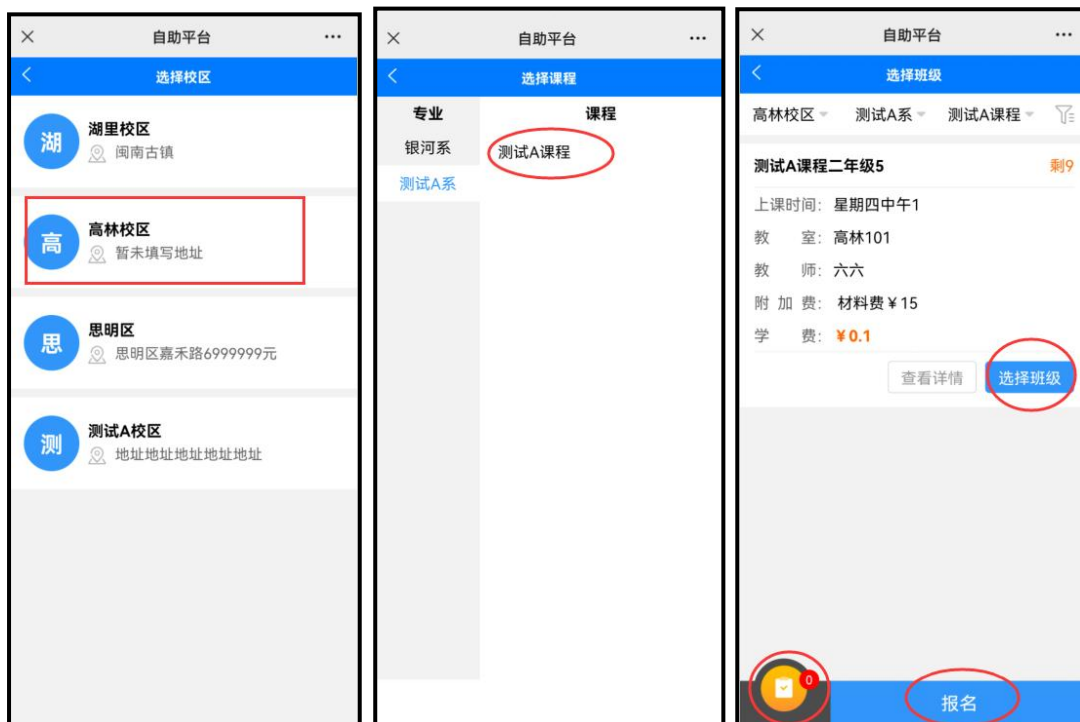 自助平台
选择校区
湖
湖里校区
闽南古镇
高
高林校区
暂未填写地址
思
思明区
思明区嘉禾路6999999元
测
测试A校区
地址地址地址地址地址
自助平台
选择课程
专业
课程
银河系
测试A课程
测试A系
自助平台
选择班级
高林校区 测试A系 测试A课程
测试A课程二年级5 剩9
上课时间: 星期四中午1
教 室: 高林101
教 师: 六六
附 加 费: 材料费¥15
学 费: ¥0.1
查看详情 选择班级
0
报名